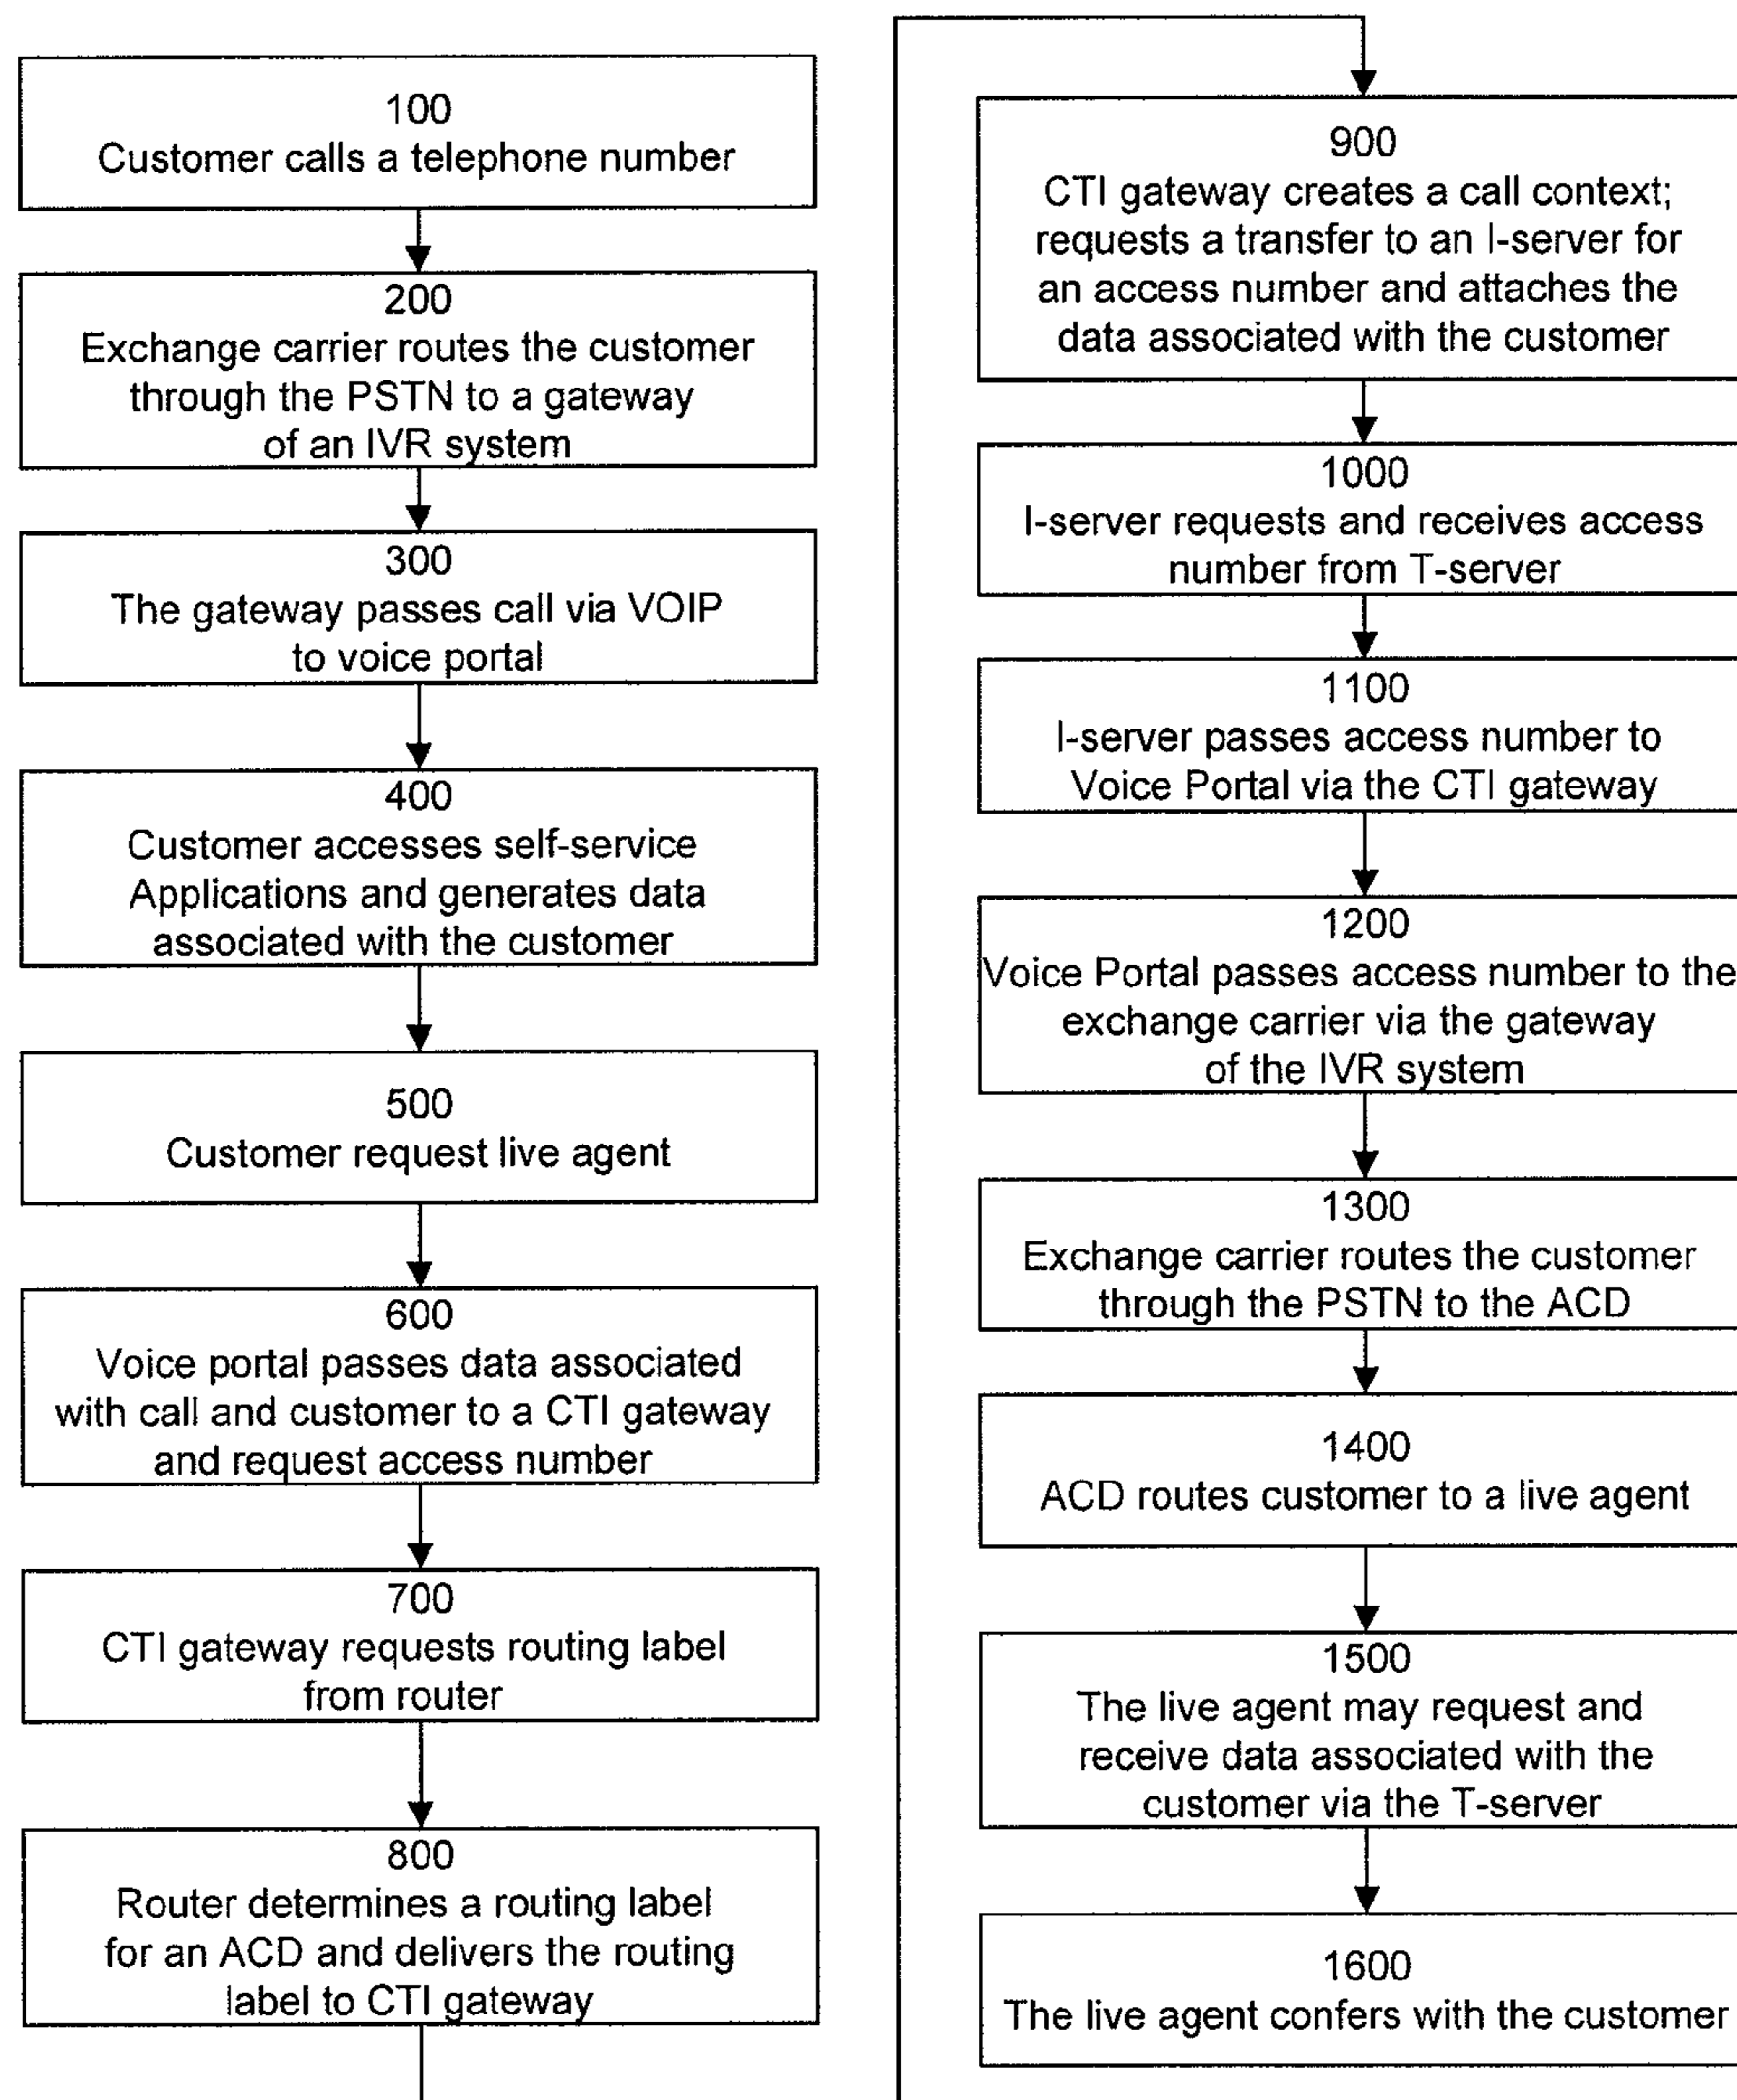 100
Customer calls a telephone number
200
Exchange carrier routes the customer
through the PSTN to a gateway
of an IVR system
300
The gateway passes call via VOIP
to voice portal
400
Customer accesses self-service
Applications and generates data
associated with the customer
500
Customer request live agent
600
Voice portal passes data associated
with call and customer to a CTI gateway
and request access number
700
CTI gateway requests routing label
from router
800
Router determines a routing label
for an ACD and delivers the routing
label to CTI gateway
900
CTI gateway creates a call context;
requests a transfer to an I-server for
an access number and attaches the
data associated with the customer
1000
I-server requests and receives access
number from T-server
1100
I-server passes access number to
Voice Portal via the CTI gateway
1200
Voice Portal passes access number to the
exchange carrier via the gateway
of the IVR system
1300
Exchange carrier routes the customer
through the PSTN to the ACD
1400
ACD routes customer to a live agent
1500
The live agent may request and
receive data associated with the
customer via the T-server
1600
The live agent confers with the customer